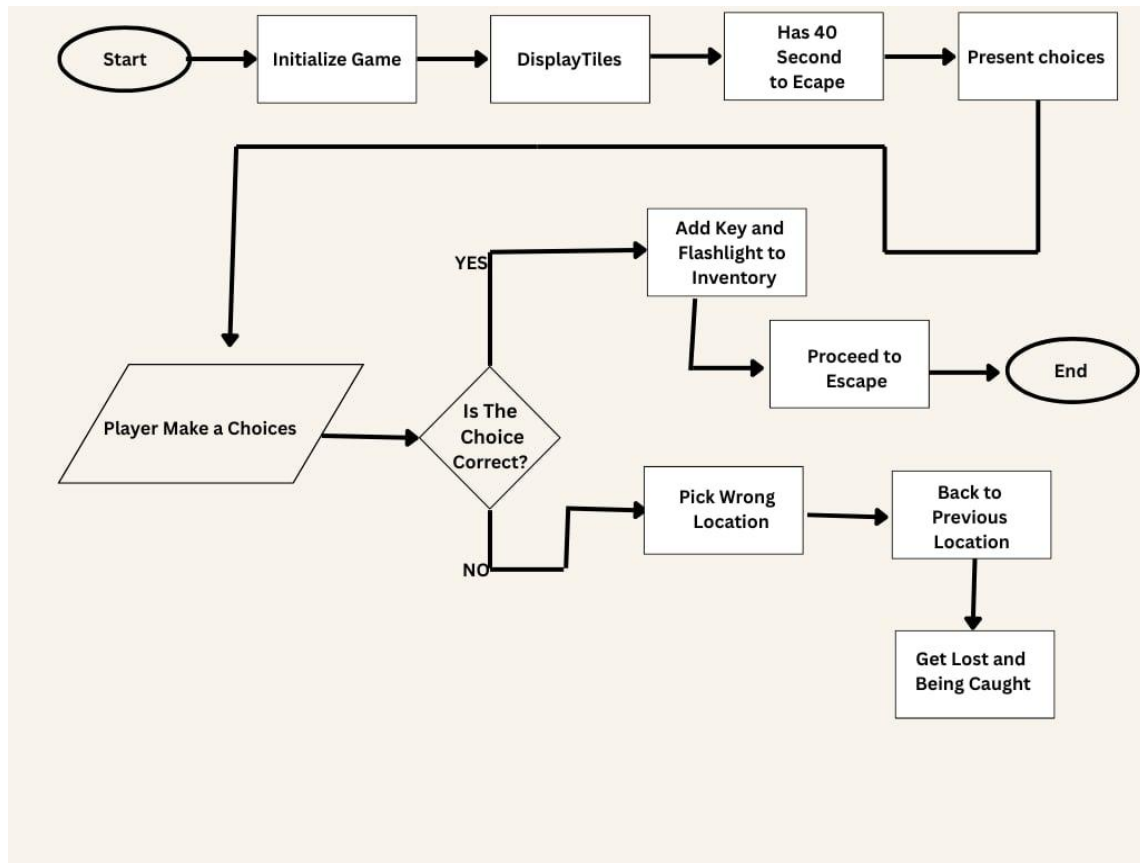 Start
Initialize Game
DisplayTiles
Has 40
Second
to Ecape
Present choices
YES
Add Key and
Flashlight to
Inventory
Proceed to
Escape
End
Player Make a Choices
Is The
Choice
Correct?
NO
Pick Wrong
Location
Back to
Previous
Location
Get Lost and
Being Caught